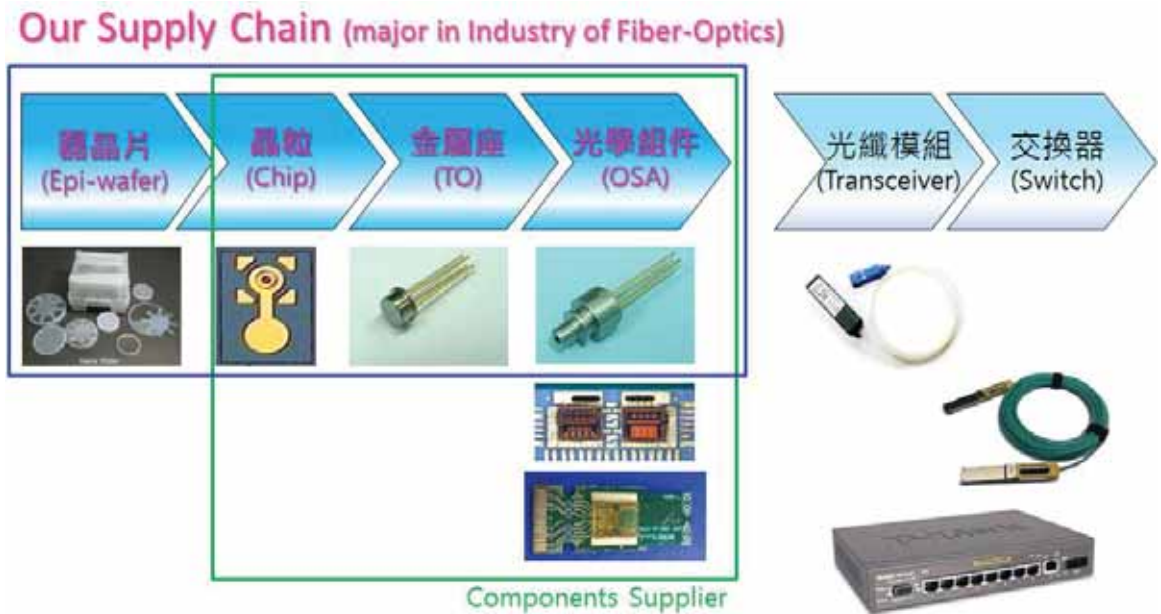 Our Supply Chain (major in Industry of Fiber-Optics)
磊晶片
(Epi-wafer)
晶粒
(Chip)
金屬座
(TO)
光學組件
(OSA)
光纖模組
(Transceiver)
交換器
(Switch)
Components Supplier